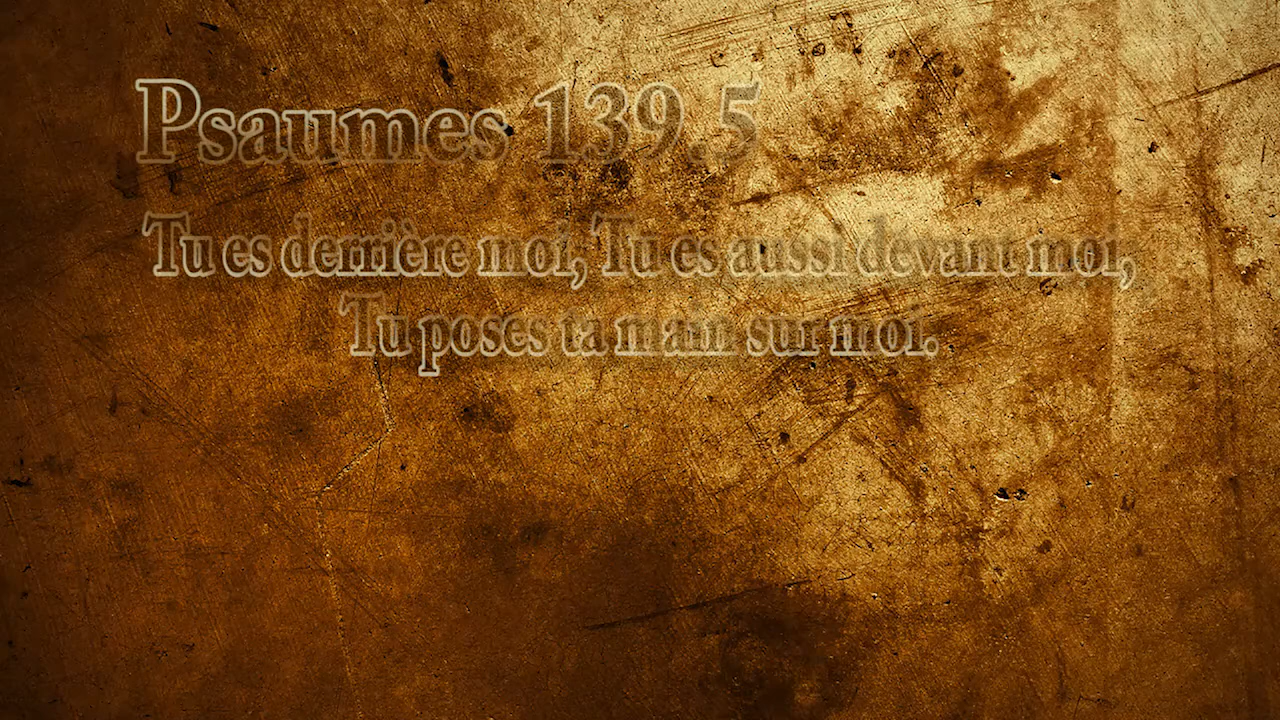 Psaumes 139.5
Tu es derrière moi, Tu es aussi devant moi,
Tu poses ta main sur moi.